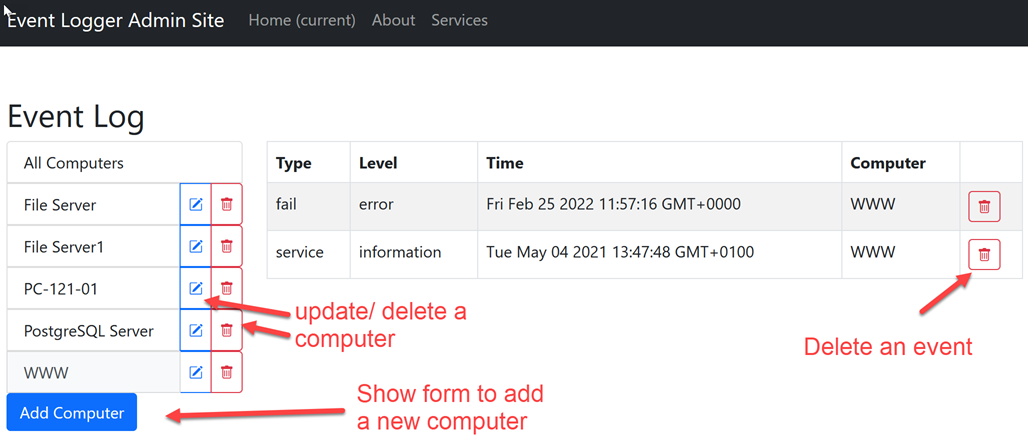 Event Logger Admin Site Home (current) About Services
Event Log
All Computers
File Server
File Server1
PC-121-01
PostgreSQL Server
WWW
Add Computer
Type Level Time Computer
fail error Fri Feb 25 2022 11:57:16 GMT+0000 WWW
service information Tue May 04 2021 13:47:48 GMT+0100 WWW
update/ delete a
computer
Delete an event
Show form to add
a new computer